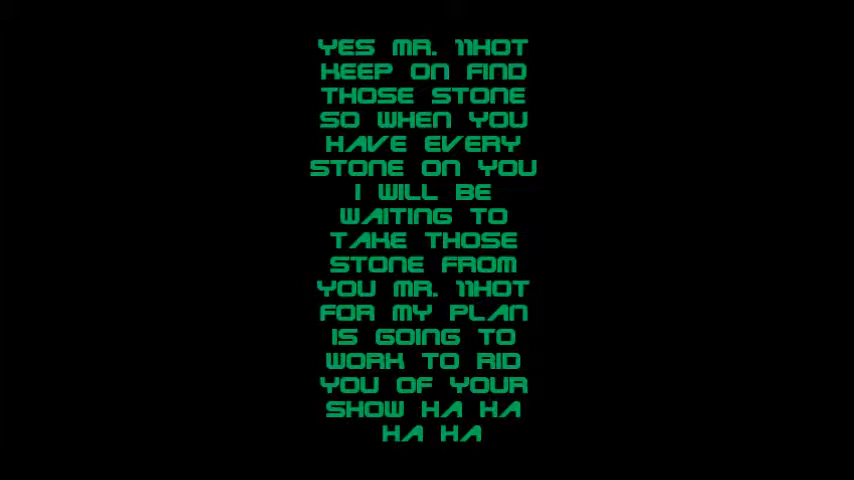 YES MR. 11HOT
KEEP ON FIND
THOSE STONE
SO WHEN YOU
HAVE EVERY
STONE ON YOU
I WILL BE
WAITING TO
TAKE THOSE
STONE FROM
YOU MR. 11HOT
FOR MY PLAN
IS GOING TO
WORK TO RID
YOU OF YOUR
SHOW HA HA
HA HA